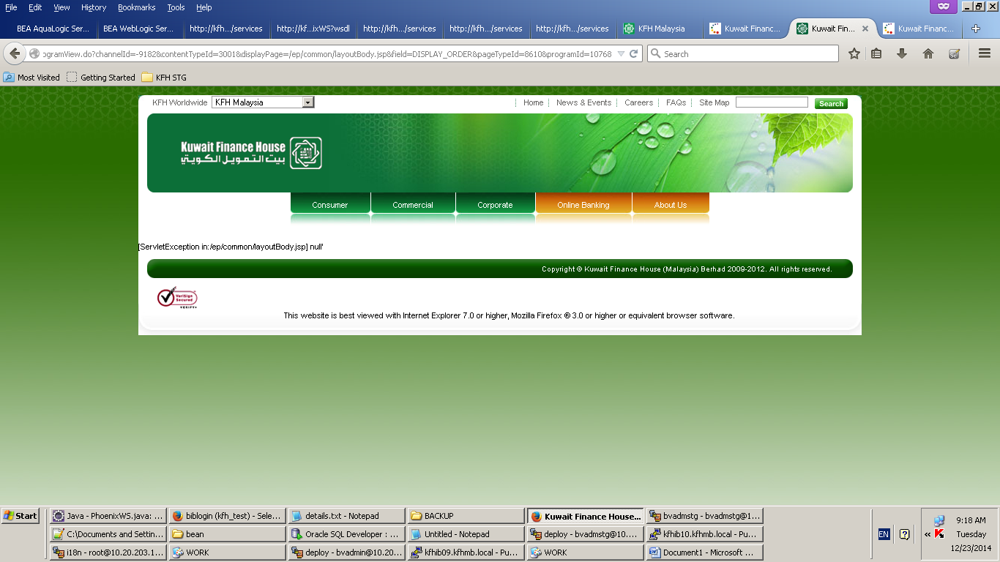 File Edit View History Bookmarks Tools Help
BEA AquaLogic Ser... BEA WebLogic Serv... http://kfh.../services http://kf...ixWS?wsdl http://kfh.../services http://kfh.../services http://kfh.../services KFH Malaysia Kuwait Financ... Kuwait Fin... Kuwait Financ...
ogramView.do?channelId=-9182&contentTypeId=3001&displayPage=/ep/common/layoutBody.jsp&field=DISPLAY_ORDER&pageTypeId=8610&programId=10768 Search
Most Visited Getting Started KFH STG
KFH Worldwide KFH Malaysia Home News & Events Careers FAQs Site Map Search
Kuwait Finance House
بيت التمويل الكويتي
Consumer Commercial Corporate Online Banking About Us
[ServletException in:/ep/common/layoutBody.jsp] null'
Copyright © Kuwait Finance House (Malaysia) Berhad 2009-2012. All rights reserved.
VeriSign
Secured
VERIFY
This website is best viewed with Internet Explorer 7.0 or higher, Mozilla Firefox ® 3.0 or higher or equivalent browser software.
Start Java - PhoenixWS.java: ... biblogin (kfh_test) - Sele... details.txt - Notepad BACKUP Kuwait Finance House... bvadmstg - bvadmstg@1... 9:18 AM
C:\Documents and Settin... bean Oracle SQL Developer : ... Untitled - Notepad deploy - bvadmstg@10.... kfhib10.kfhmb.local - Pu... EN « K Tuesday
i18n - root@10.20.203.1... WORK deploy - bvadmin@10.20... kfhib09.kfhmb.local - Pu... WORK Document1 - Microsoft ... 12/23/2014